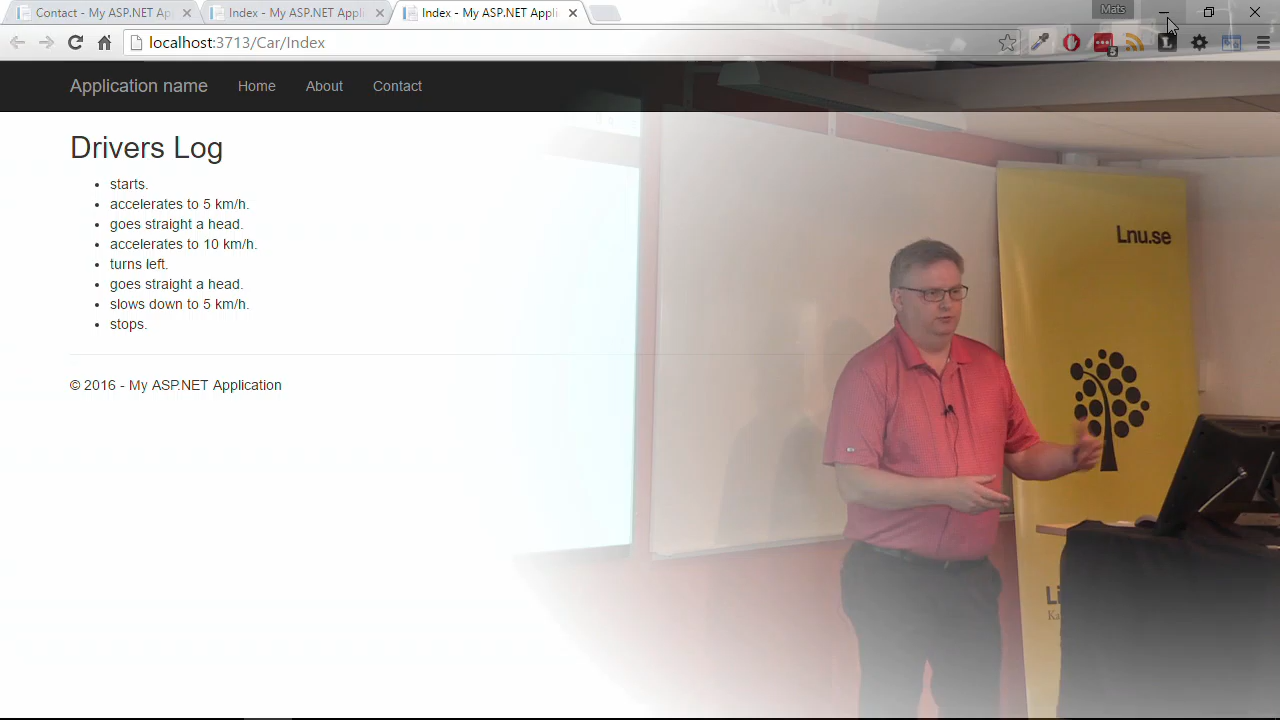 Contact - My ASP.NET Ap
Index - My ASP.NET Appli
Index - My ASP.NET Appli
Mats
localhost:3713/Car/Index
5
L
Application name
Home
About
Contact
Drivers Log
starts.
accelerates to 5 km/h.
goes straight a head.
accelerates to 10 km/h.
turns left.
goes straight a head.
slows down to 5 km/h.
stops.
© 2016 - My ASP.NET Application
Lnu.se